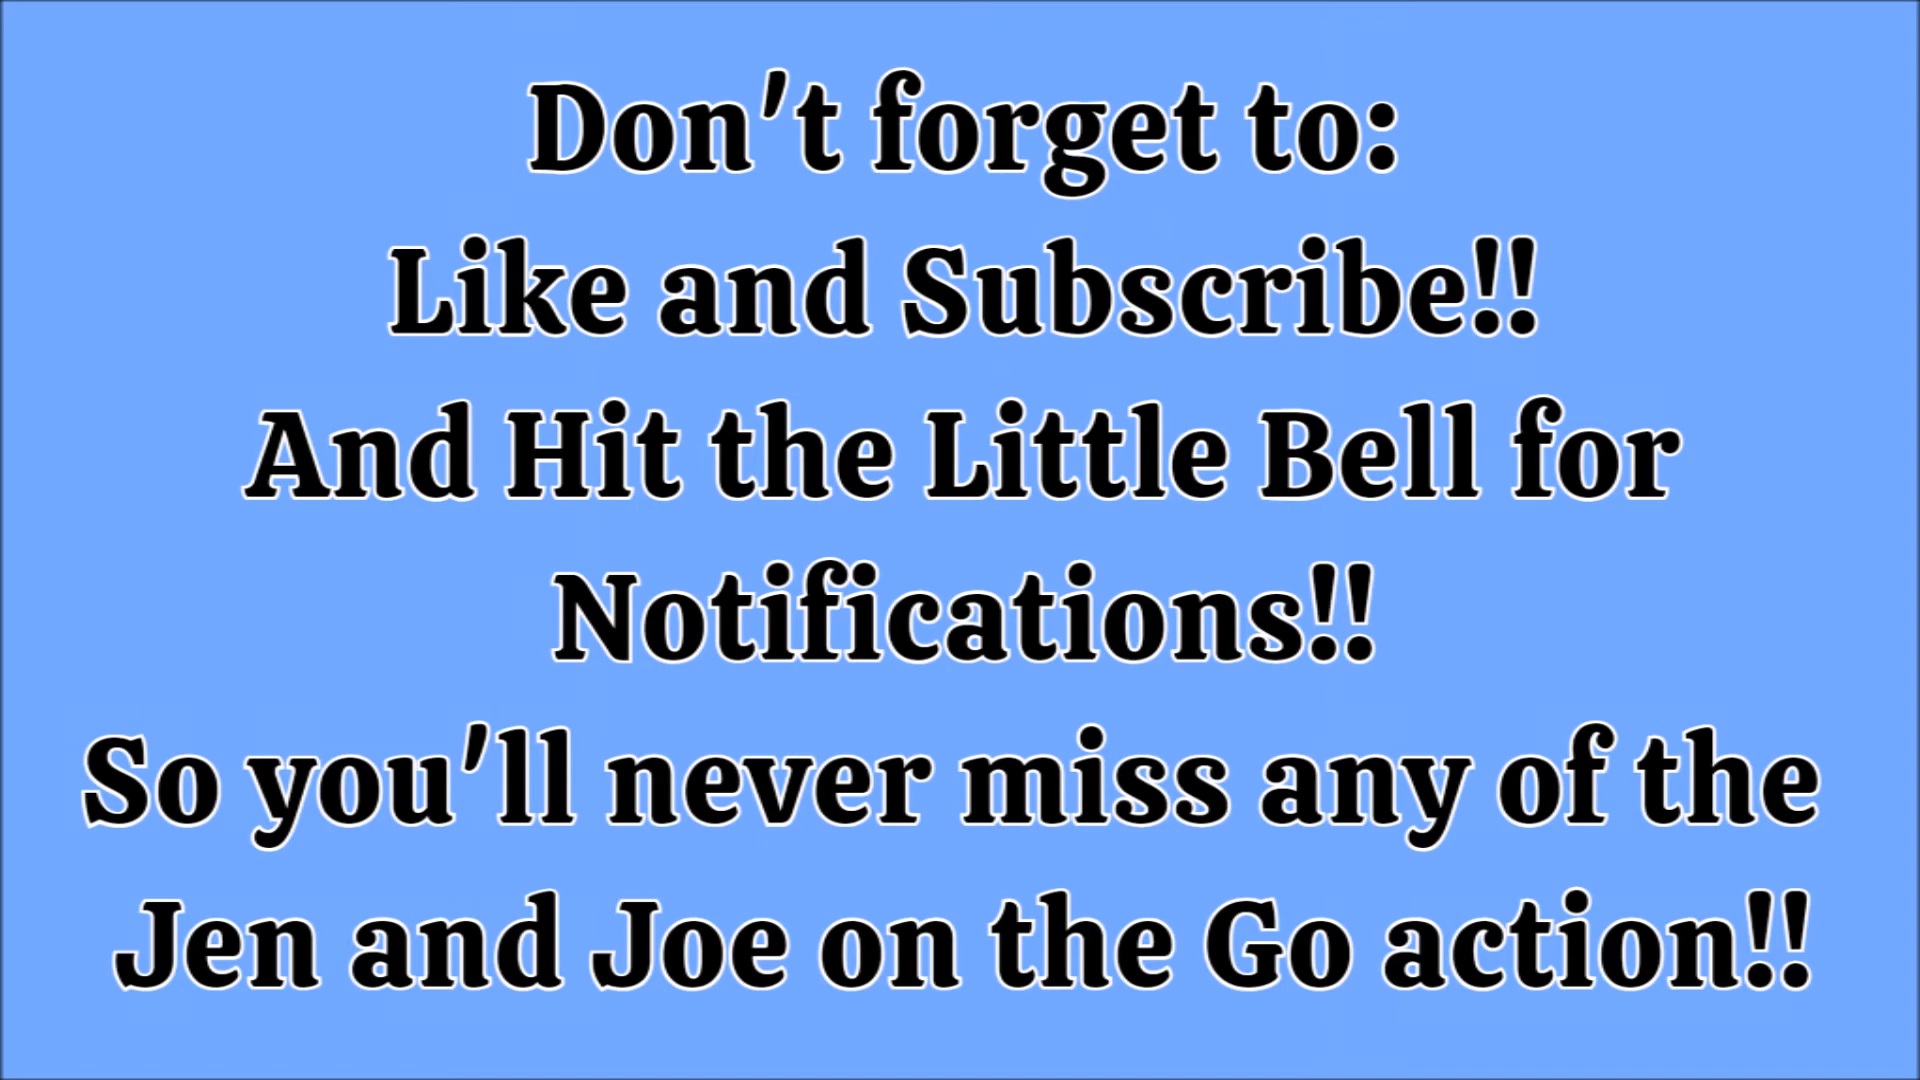 Don't forget to:
Like and Subscribe!!
And Hit the Little Bell for
Notifications!!
So you'll never miss any of the
Jen and Joe on the Go action!!